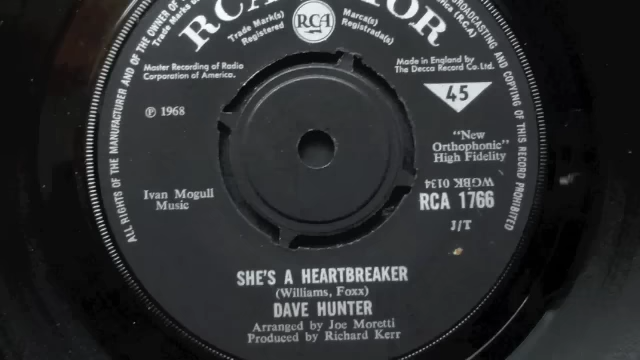 RCA VICTOR
Trade Mark(s)
Registered
RCA
Marca(s)
Registrada(s)
Master Recording of Radio
Corporation of America.
Made in England by
The Decca Record Co. Ltd.
45
℗ 1968
"New
Orthophonic"
High Fidelity
WGBK 0134
RCA 1766
J/T
Ivan Mogull
Music
SHE'S A HEARTBREAKER
(Williams, Foxx)
DAVE HUNTER
Arranged by Joe Moretti
Produced by Richard Kerr
ALL RIGHTS OF THE MANUFACTURER AND OF THE OWNER OF
BROADCASTING AND COPYING OF THIS RECORD PROHIBITED